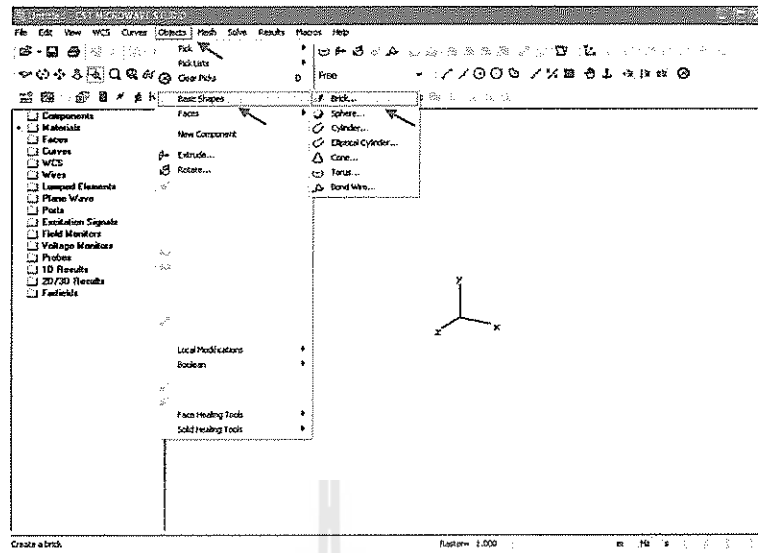 CST MICROWAVE
File Edit View WCS Curves Objects Mesh Solve Results Macros Help
Pick
Pick Lists
Clear Picks D
Free
Basic Shapes
Brick...
Faces
Sphere...
New Component
Cylinder...
Elliptical Cylinder...
Extrude...
Cone...
Rotate...
Torus...
Bond Wire...
Components
Materials
Faces
Curves
WCS
Wires
Lumped Elements
Plane Wave
Ports
Excitation Signals
Field Monitors
Voltage Monitors
Probes
1D Results
2D/3D Results
Farfields
y
z
x
Local Modifications
Boolean
Face Healing Tools
Solid Healing Tools
Create a brick
Raster= 1.000
m Hz s